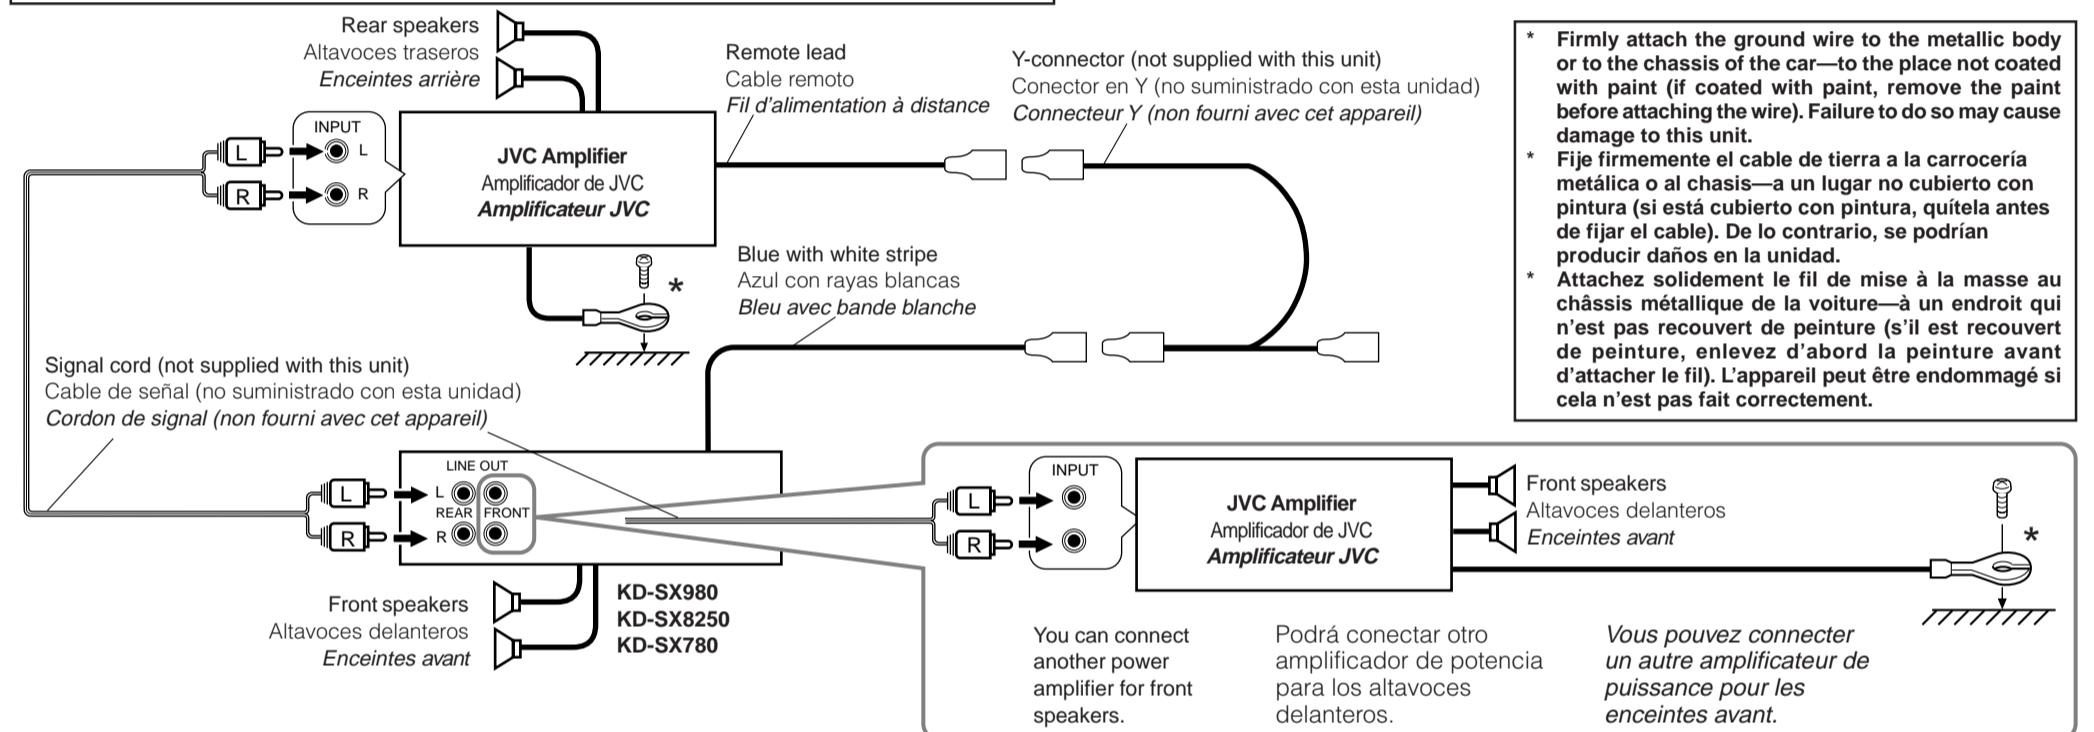 Rear speakers
Altavoces traseros
Enceintes arrière
Remote lead
Cable remoto
Fil d'alimentation à distance
Y-connector (not supplied with this unit)
Conector en Y (no suministrado con esta unidad)
Connecteur Y (non fourni avec cet appareil)
INPUT
L
L
R
R
JVC Amplifier
Amplificador de JVC
Amplificateur JVC
Blue with white stripe
Azul con rayas blancas
Bleu avec bande blanche
*
* Firmly attach the ground wire to the metallic body
or to the chassis of the car—to the place not coated
with paint (if coated with paint, remove the paint
before attaching the wire). Failure to do so may cause
damage to this unit.
* Fije firmemente el cable de tierra a la carrocería
metálica o al chasis—a un lugar no cubierto con
pintura (si está cubierto con pintura, quítela antes
de fijar el cable). De lo contrario, se podrían
producir daños en la unidad.
* Attachez solidement le fil de mise à la masse au
châssis métallique de la voiture—à un endroit qui
n'est pas recouvert de peinture (s'il est recouvert
de peinture, enlevez d'abord la peinture avant
d'attacher le fil). L'appareil peut être endommagé si
cela n'est pas fait correctement.
Signal cord (not supplied with this unit)
Cable de señal (no suministrado con esta unidad)
Cordon de signal (non fourni avec cet appareil)
LINE OUT
L
L
REAR FRONT
R
R
KD-SX980
KD-SX8250
KD-SX780
Front speakers
Altavoces delanteros
Enceintes avant
INPUT
L
R
JVC Amplifier
Amplificador de JVC
Amplificateur JVC
Front speakers
Altavoces delanteros
Enceintes avant
*
You can connect
another power
amplifier for front
speakers.
Podrá conectar otro
amplificador de potencia
para los altavoces
delanteros.
Vous pouvez connecter
un autre amplificateur de
puissance pour les
enceintes avant.